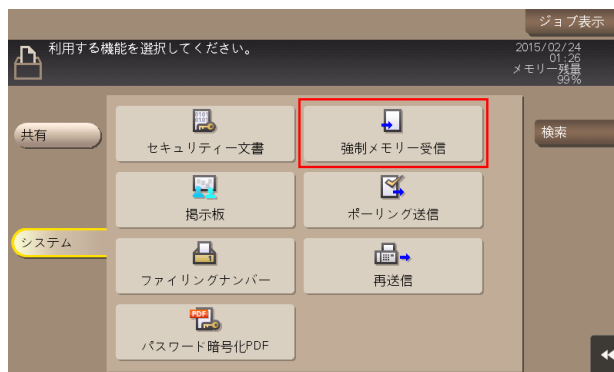 ジョブ表示
利用する機能を選択してください。
2015/02/24
01:26
メモリー残量
99%
共有
検索
システム
セキュリティー文書
強制メモリー受信
掲示板
ポーリング送信
ファイリングナンバー
再送信
PDF
パスワード暗号化PDF